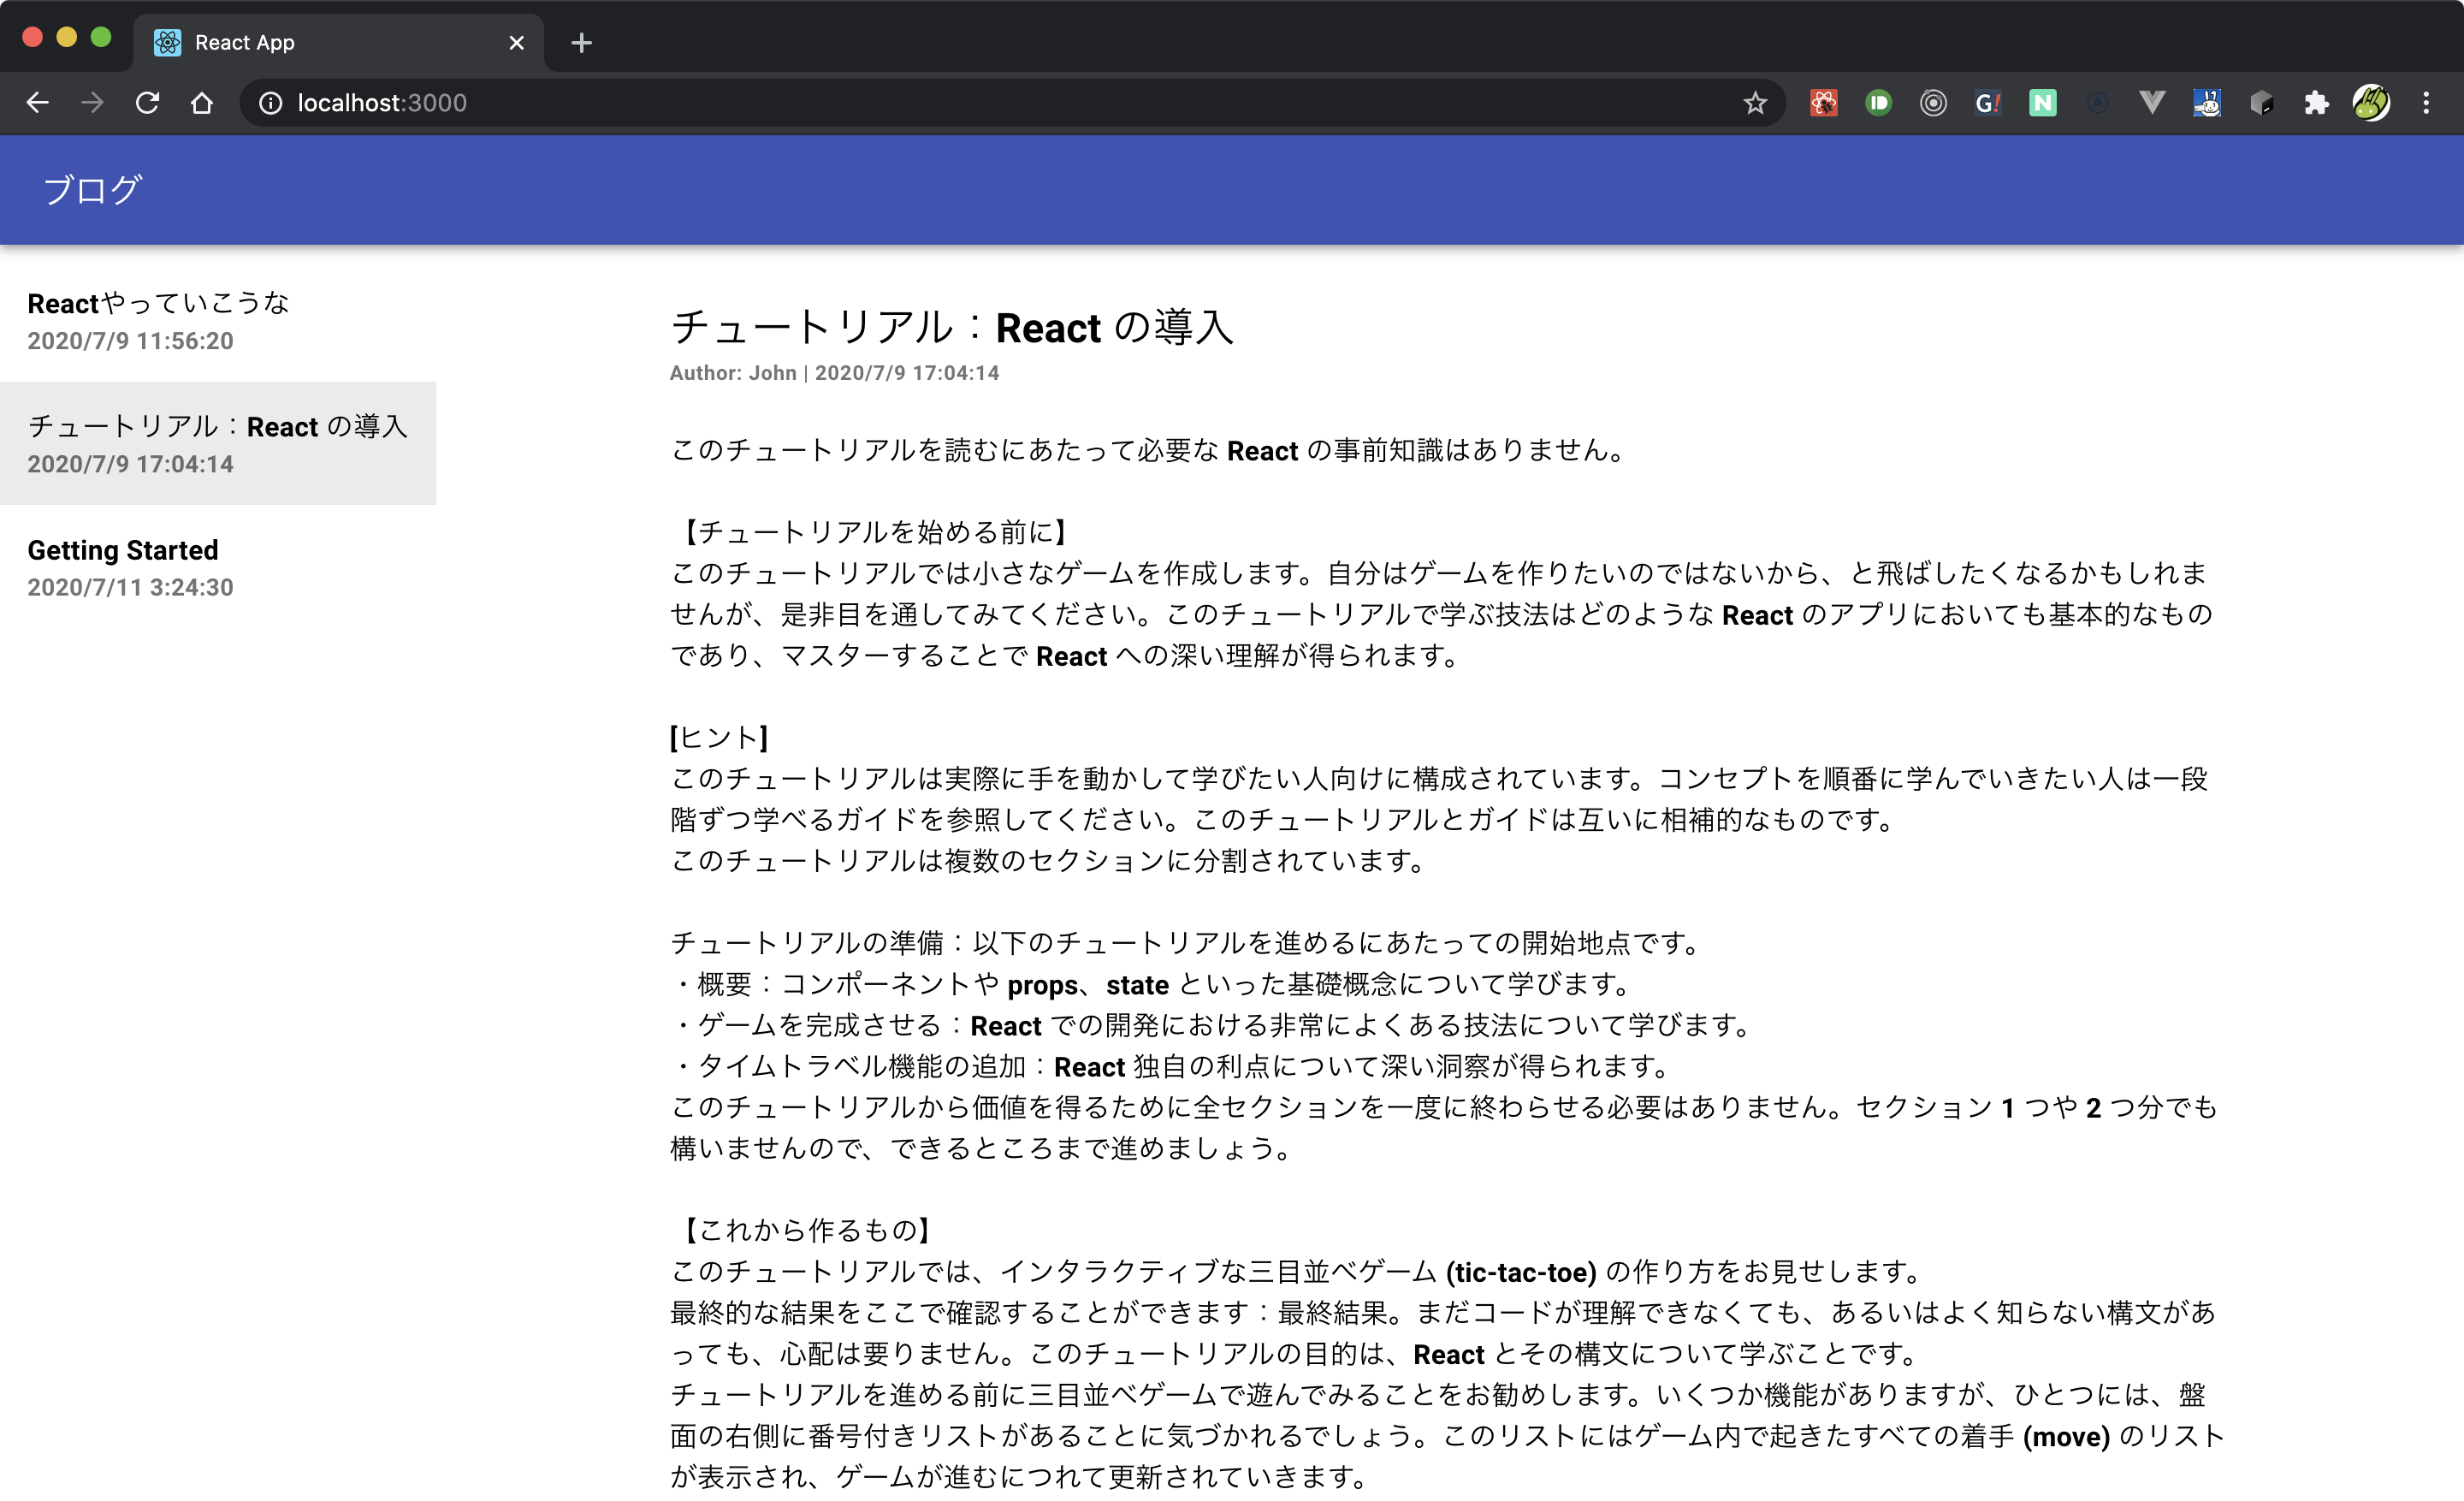 React App
localhost:3000
ブログ
Reactやっていこうな
2020/7/9 11:56:20
チュートリアル：React の導入
2020/7/9 17:04:14
Getting Started
2020/7/11 3:24:30
チュートリアル：React の導入
Author: John | 2020/7/9 17:04:14
このチュートリアルを読むにあたって必要な React の事前知識はありません。
【チュートリアルを始める前に】
このチュートリアルでは小さなゲームを作成します。自分はゲームを作りたいのではないから、と飛ばしたくなるかもしれま
せんが、是非目を通してみてください。このチュートリアルで学ぶ技法はどのような React のアプリにおいても基本的なもの
であり、マスターすることで React への深い理解が得られます。
[ヒント]
このチュートリアルは実際に手を動かして学びたい人向けに構成されています。コンセプトを順番に学んでいきたい人は一段
階ずつ学べるガイドを参照してください。このチュートリアルとガイドは互いに相補的なものです。
このチュートリアルは複数のセクションに分割されています。
チュートリアルの準備：以下のチュートリアルを進めるにあたっての開始地点です。
・概要：コンポーネントや props、state といった基礎概念について学びます。
・ゲームを完成させる：React での開発における非常によくある技法について学びます。
・タイムトラベル機能の追加：React 独自の利点について深い洞察が得られます。
このチュートリアルから価値を得るために全セクションを一度に終わらせる必要はありません。セクション 1 つや 2 つ分でも
構いませんので、できるところまで進めましょう。
【これから作るもの】
このチュートリアルでは、インタラクティブな三目並べゲーム (tic-tac-toe) の作り方をお見せします。
最終的な結果をここで確認することができます：最終結果。まだコードが理解できなくても、あるいはよく知らない構文があ
っても、心配は要りません。このチュートリアルの目的は、React とその構文について学ぶことです。
チュートリアルを進める前に三目並べゲームで遊んでみることをお勧めします。いくつか機能がありますが、ひとつには、盤
面の右側に番号付きリストがあることに気づかれるでしょう。このリストにはゲーム内で起きたすべての着手 (move) のリスト
が表示され、ゲームが進むにつれて更新されていきます。